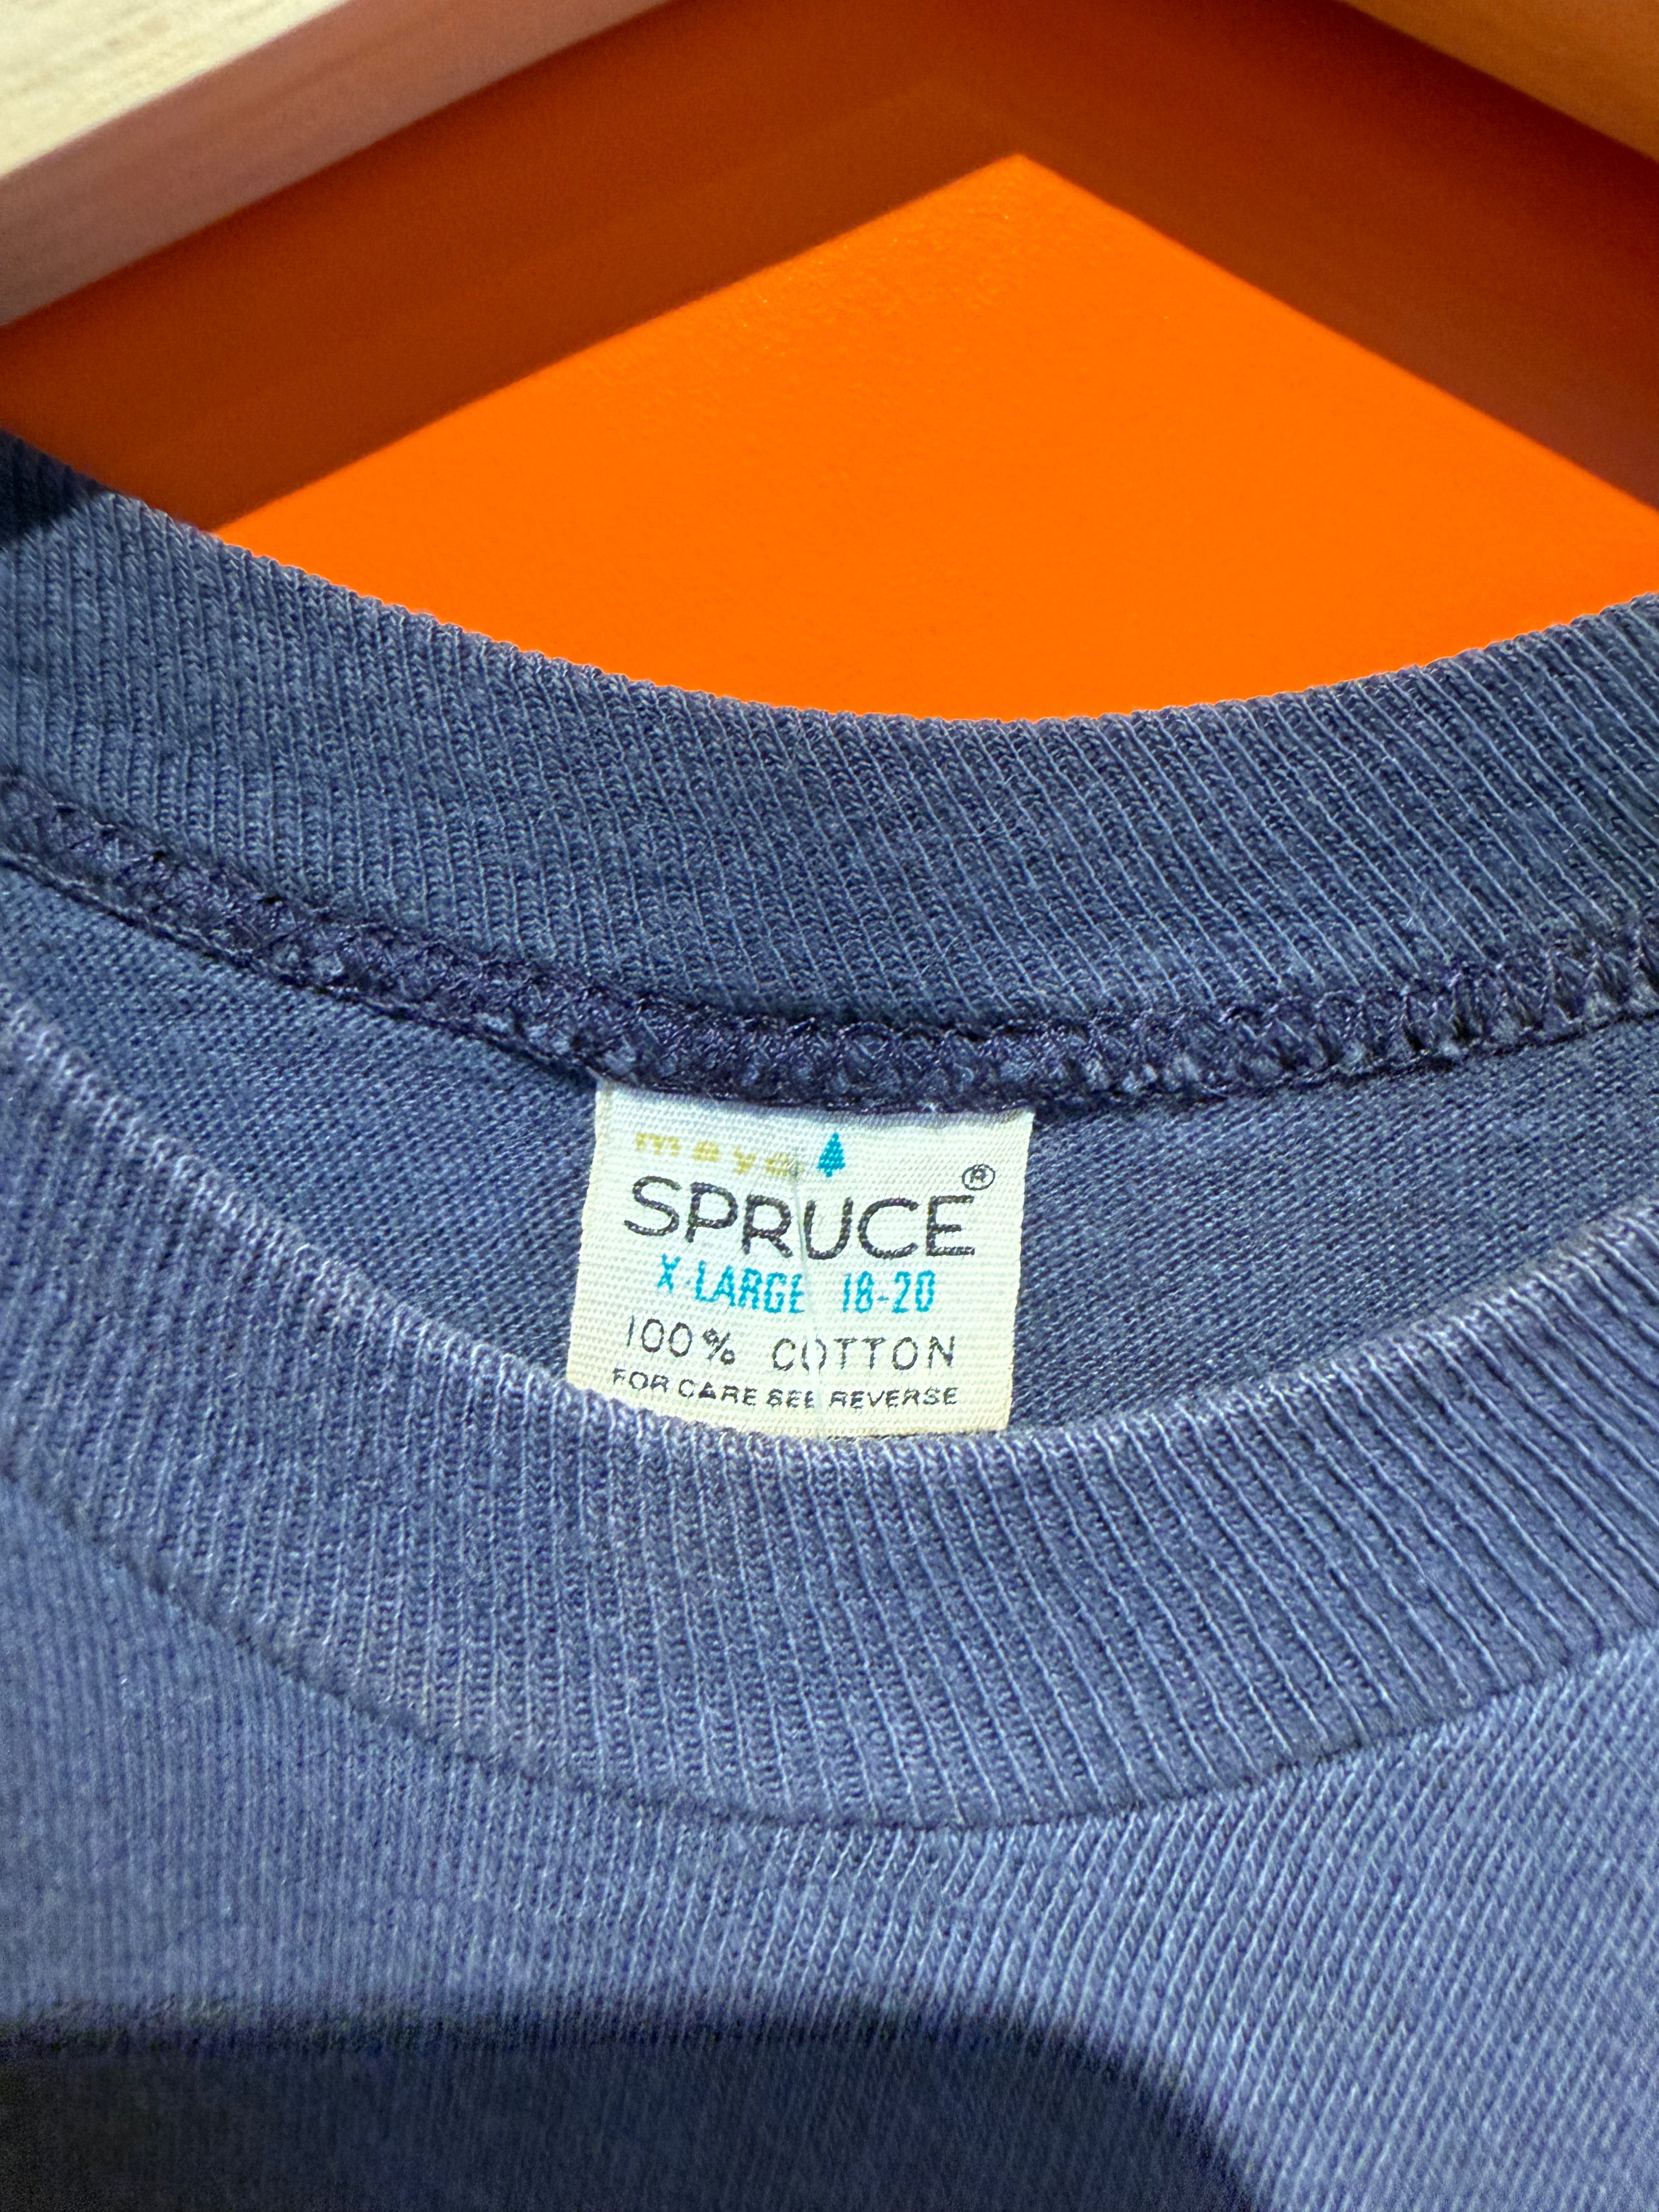 mayo
SPRUCE®
X-LARGE 18-20
100% COTTON
FOR CARE SEE REVERSE